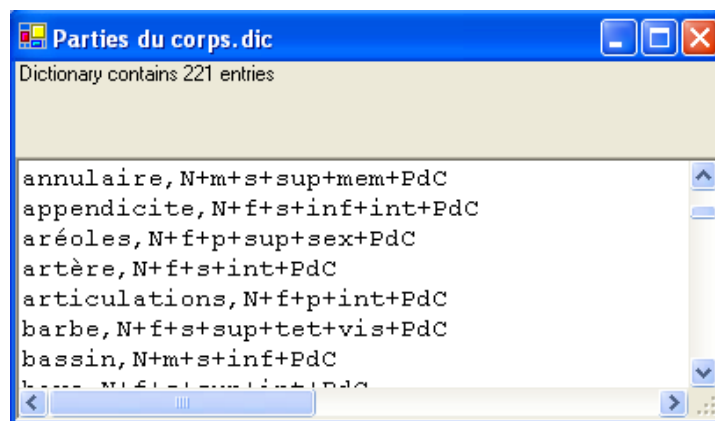 Parties du corps.dic
Dictionary contains 221 entries
annulaire,N+m+s+sup+mem+PdC
appendicite,N+f+s+inf+int+PdC
aréoles,N+f+p+sup+sex+PdC
artère,N+f+s+int+PdC
articulations,N+f+p+int+PdC
barbe,N+f+s+sup+tet+vis+PdC
bassin,N+m+s+inf+PdC